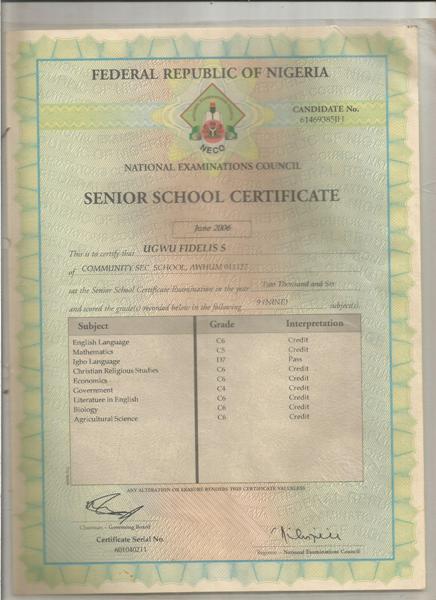 FEDERAL REPUBLIC OF NIGERIA
CANDIDATE No.
61469385IFI
NECO
NATIONAL EXAMINATIONS COUNCIL
SENIOR SCHOOL CERTIFICATE
June 2006
This is to certify that UGWU FIDELIS S
of COMMUNITY SEC SCHOOL, AWHUM 011127
sat the Senior School Certificate Examination in the year Two Thousand and Six
and scored the grade(s) recorded below in the following 9 (NINE) subject(s).
Subject Grade Interpretation
English Language C6 Credit
Mathematics C5 Credit
Igbo Language D7 Pass
Christian Religious Studies C6 Credit
Economics C6 Credit
Government C4 Credit
Literature in English C6 Credit
Biology C6 Credit
Agricultural Science C6 Credit
ANY ALTERATION OR ERASURE RENDERS THIS CERTIFICATE VALUELESS
Chairman - Governing Board
Certificate Serial No.
601040211
Registrar - National Examinations Council